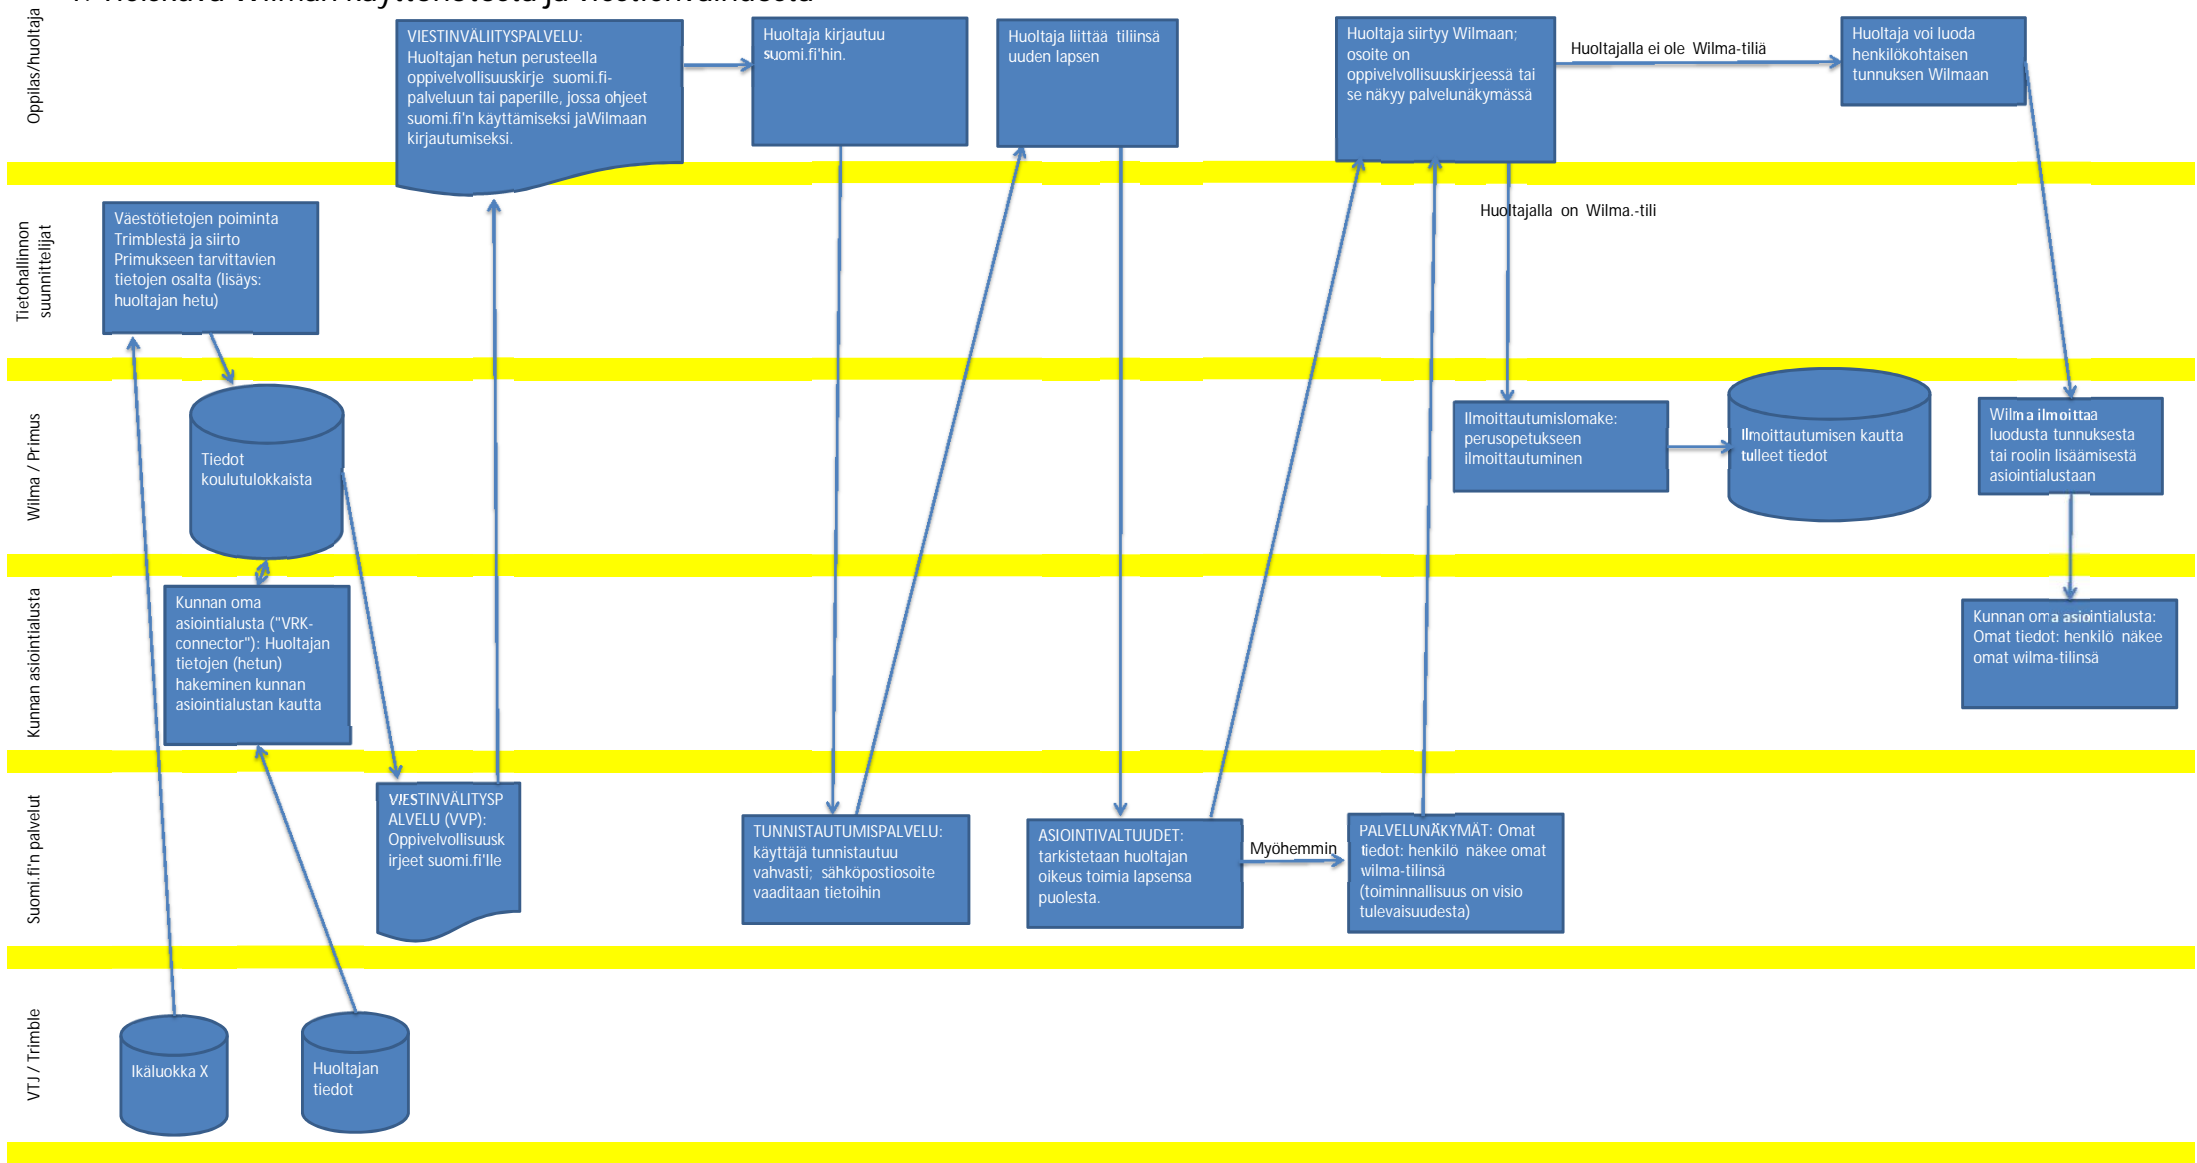 Oppilas/huoltaja
VIESTINVÄLIITYSPALVELU:
Huoltajan hetun perusteella
oppivelvollisuuskirje suomi.fi-
palveluun tai paperille, jossa ohjeet
suomi.fi'n käyttämiseksi jaWilmaan
kirjautumiseksi.
Huoltaja kirjautuu
suomi.fi'hin.
Huoltaja liittää tiliinsä
uuden lapsen
Huoltaja siirtyy Wilmaan;
osoite on
oppivelvollisuuskirjeessä tai
se näkyy palvelunäkymässä
Huoltajalla ei ole Wilma-tiliä
Huoltaja voi luoda
henkilökohtaisen
tunnuksen Wilmaan
Tietohallinnon
suunnittelijat
Väestötietojen poiminta
Trimblestä ja siirto
Primukseen tarvittavien
tietojen osalta (lisäys:
huoltajan hetu)
Huoltajalla on Wilma.-tili
Wilma / Primus
Tiedot
koulutulokkaista
Ilmoittautumislomake:
perusopetukseen
ilmoittautuminen
Ilmoittautumisen kautta
tulleet tiedot
Wilma ilmoittaa
luodusta tunnuksesta
tai roolin lisäämisestä
asiointialustaan
Kunnan asiointialusta
Kunnan oma
asiointialusta ("VRK-
connector"): Huoltajan
tietojen (hetun)
hakeminen kunnan
asiointialustan kautta
Kunnan oma asiointialusta:
Omat tiedot: henkilö näkee
omat wilma-tilinsä
Suomi.fi'n palvelut
VIESTINVÄLITYSP
ALVELU (VVP):
Oppivelvollisuusk
irjeet suomi.fi'lle
TUNNISTAUTUMISPALVELU:
käyttäjä tunnistautuu
vahvasti; sähköpostiosoite
vaaditaan tietoihin
ASIOINTIVALTUUDET:
tarkistetaan huoltajan
oikeus toimia lapsensa
puolesta.
Myöhemmin
PALVELUNÄKYMÄT: Omat
tiedot: henkilö näkee omat
wilma-tilinsä
(toiminnallisuus on visio
tulevaisuudesta)
VTJ / Trimble
Ikäluokka X
Huoltajan
tiedot